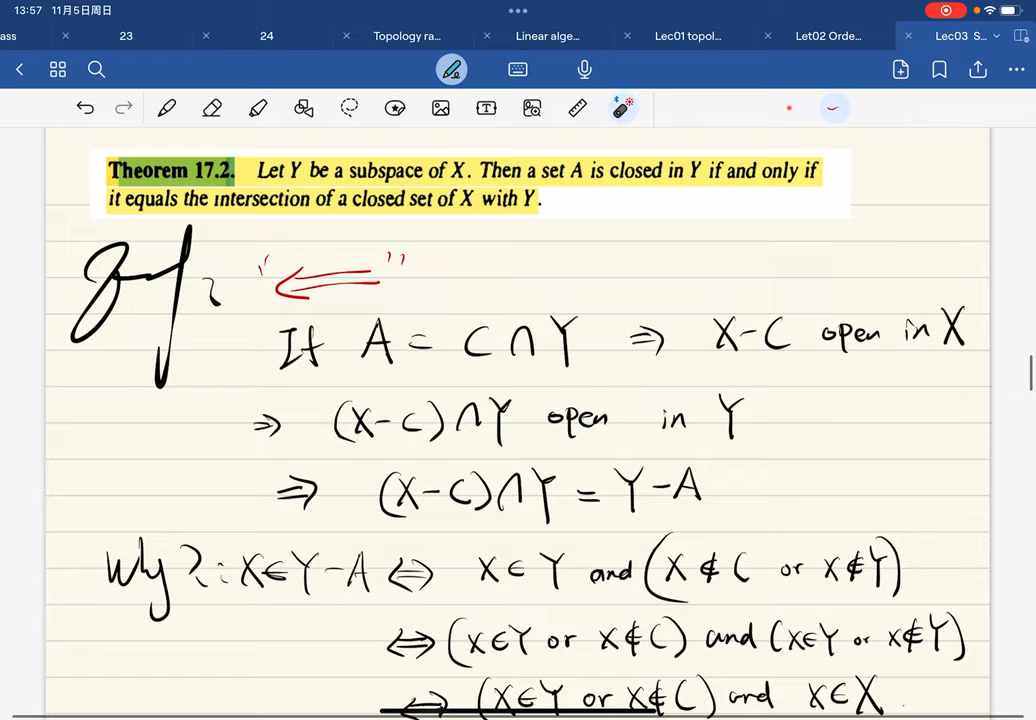 13:57 11月5日周日
ass 23 24 Topology ra... Linear alge... Lec01 topol... Let02 Orde... Lec03 S...
Theorem 17.2. Let Y be a subspace of X. Then a set A is closed in Y if and only if
it equals the intersection of a closed set of X with Y.
"⇐"
If A = C ∩ Y ⇒ X-C open in X
⇒ (X-C)∩Y open in Y
⇒ (X-C)∩Y = Y-A
Why?: X∈Y-A ⇔ X∈Y and (X∉C or X∉Y)
⇔ (X∈Y or X∉C) and (X∈Y or X∉Y)
⇔ (X∈Y or X∉C) and X∈X